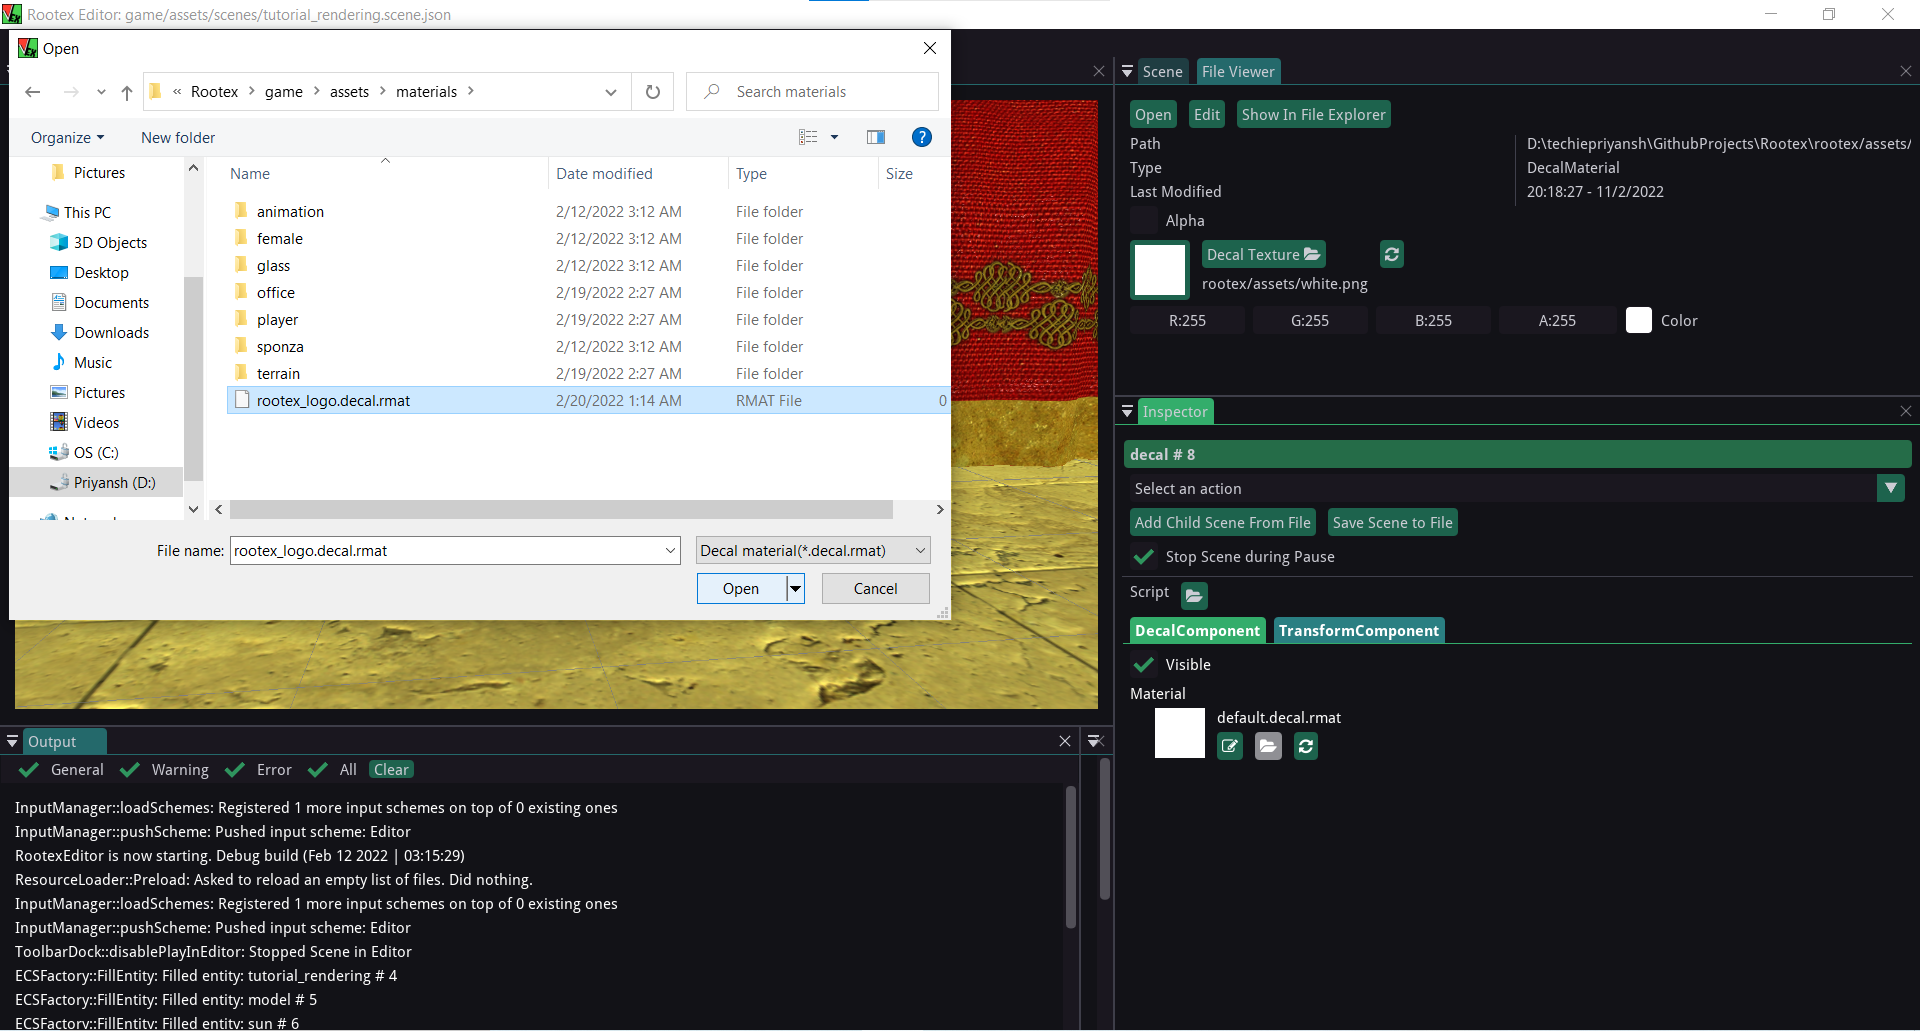 Rootex Editor: game/assets/scenes/tutorial_rendering.scene.json
Open
« Rootex > game > assets > materials >
Search materials
Organize
New folder
Pictures
This PC
3D Objects
Desktop
Documents
Downloads
Music
Pictures
Videos
OS (C:)
Priyansh (D:)
Name Date modified Type Size
animation 2/12/2022 3:12 AM File folder
female 2/12/2022 3:12 AM File folder
glass 2/12/2022 3:12 AM File folder
office 2/19/2022 2:27 AM File folder
player 2/19/2022 2:27 AM File folder
sponza 2/12/2022 3:12 AM File folder
terrain 2/19/2022 2:27 AM File folder
rootex_logo.decal.rmat 2/20/2022 1:14 AM RMAT File 0
File name: rootex_logo.decal.rmat Decal material(*.decal.rmat)
Open Cancel
Scene File Viewer
Open Edit Show In File Explorer
Path D:\techiepriyansh\GithubProjects\Rootex\rootex/assets/
Type DecalMaterial
Last Modified 20:18:27 - 11/2/2022
Alpha
Decal Texture
rootex/assets/white.png
R:255 G:255 B:255 A:255 Color
Inspector
decal # 8
Select an action
Add Child Scene From File Save Scene to File
Stop Scene during Pause
Script
DecalComponent TransformComponent
Visible
Material
default.decal.rmat
Output
General Warning Error All Clear
InputManager::loadSchemes: Registered 1 more input schemes on top of 0 existing ones
InputManager::pushScheme: Pushed input scheme: Editor
RootexEditor is now starting. Debug build (Feb 12 2022 | 03:15:29)
ResourceLoader::Preload: Asked to reload an empty list of files. Did nothing.
InputManager::loadSchemes: Registered 1 more input schemes on top of 0 existing ones
InputManager::pushScheme: Pushed input scheme: Editor
ToolbarDock::disablePlayInEditor: Stopped Scene in Editor
ECSFactory::FillEntity: Filled entity: tutorial_rendering # 4
ECSFactory::FillEntity: Filled entity: model # 5
ECSFactory::FillEntity: Filled entity: sun # 6